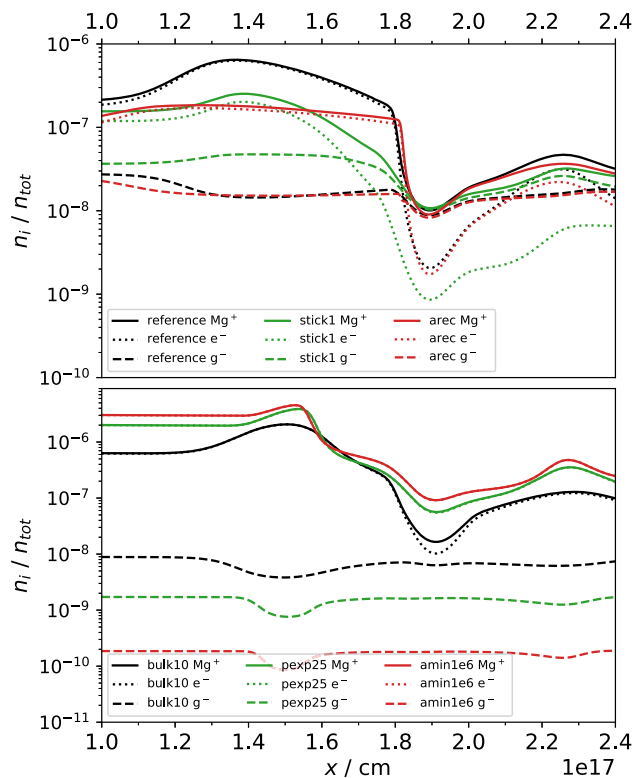 1.0 1.2 1.4 1.6 1.8 2.0 2.2 2.4
10⁻⁶
10⁻⁷
10⁻⁸
10⁻⁹
10⁻¹⁰
n_i / n_tot
reference Mg⁺ stick1 Mg⁺ arec Mg⁺
reference e⁻ stick1 e⁻ arec e⁻
reference g⁻ stick1 g⁻ arec g⁻
10⁻⁶
10⁻⁷
10⁻⁸
10⁻⁹
10⁻¹⁰
10⁻¹¹
n_i / n_tot
bulk10 Mg⁺ pexp25 Mg⁺ amin1e6 Mg⁺
bulk10 e⁻ pexp25 e⁻ amin1e6 e⁻
bulk10 g⁻ pexp25 g⁻ amin1e6 g⁻
1.0 1.2 1.4 1.6 1.8 2.0 2.2 2.4
x / cm 1e17